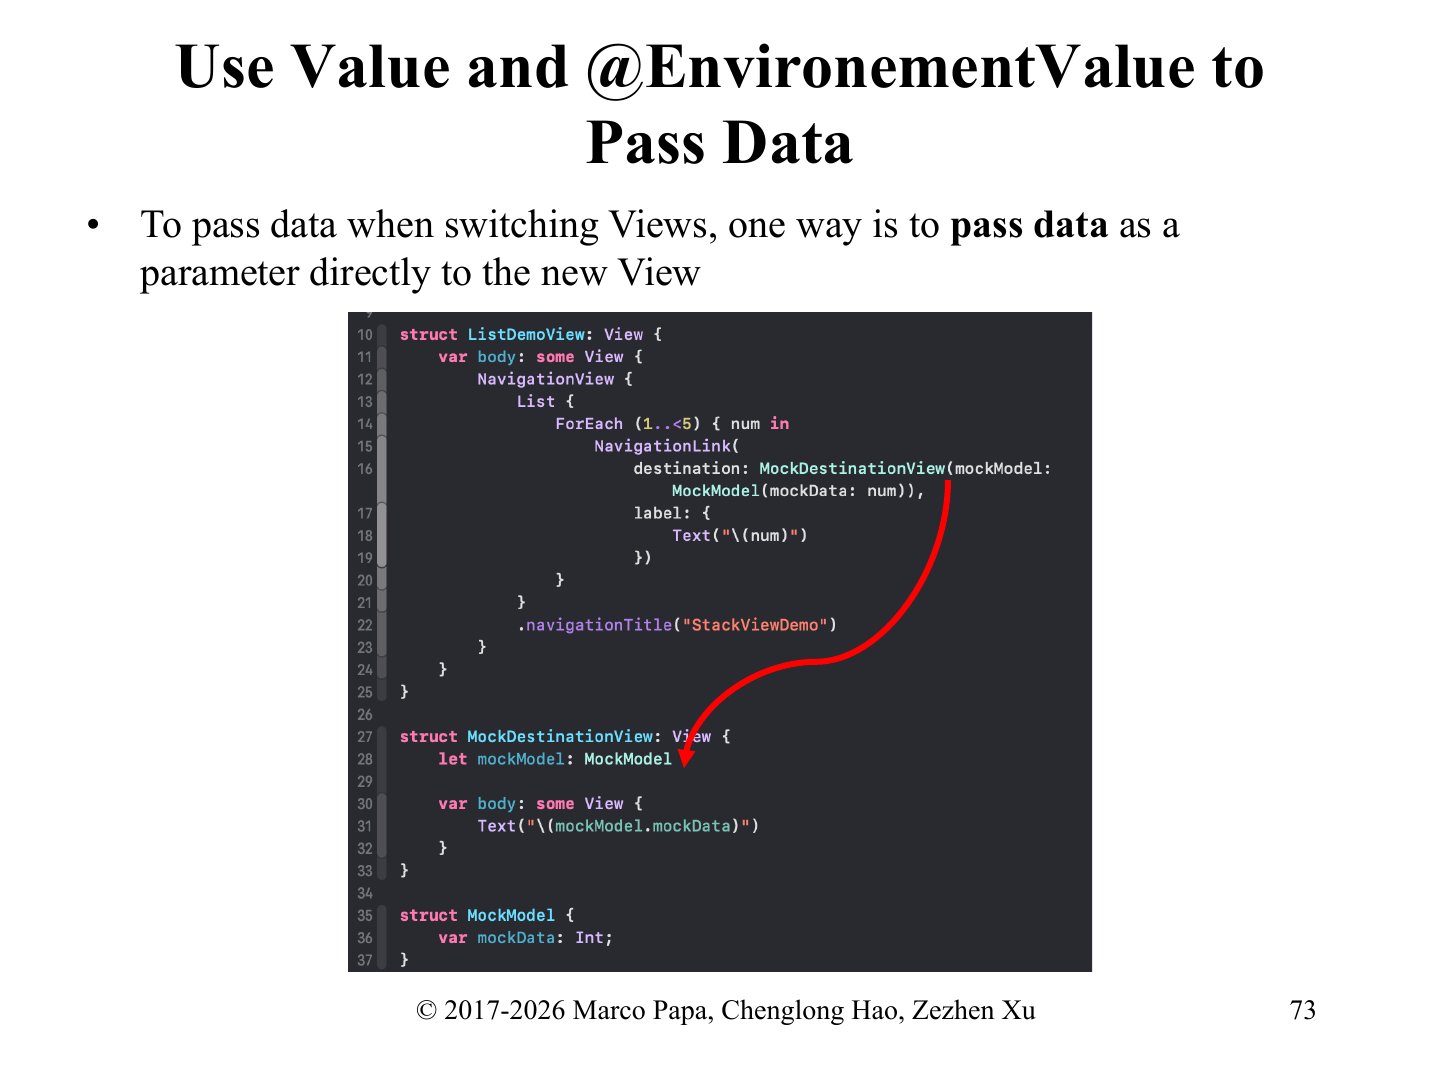 Use Value and @EnvironementValue to
Pass Data
• To pass data when switching Views, one way is to pass data as a
parameter directly to the new View
9
10 struct ListDemoView: View {
11 var body: some View {
12 NavigationView {
13 List {
14 ForEach (1..<5) { num in
15 NavigationLink(
16 destination: MockDestinationView(mockModel:
MockModel(mockData: num)),
17 label: {
18 Text("\(num)")
19 })
20 }
21 }
22 .navigationTitle("StackViewDemo")
23 }
24 }
25 }
26
27 struct MockDestinationView: View {
28 let mockModel: MockModel
29
30 var body: some View {
31 Text("\(mockModel.mockData)")
32 }
33 }
34
35 struct MockModel {
36 var mockData: Int;
37 }
© 2017-2026 Marco Papa, Chenglong Hao, Zezhen Xu
73